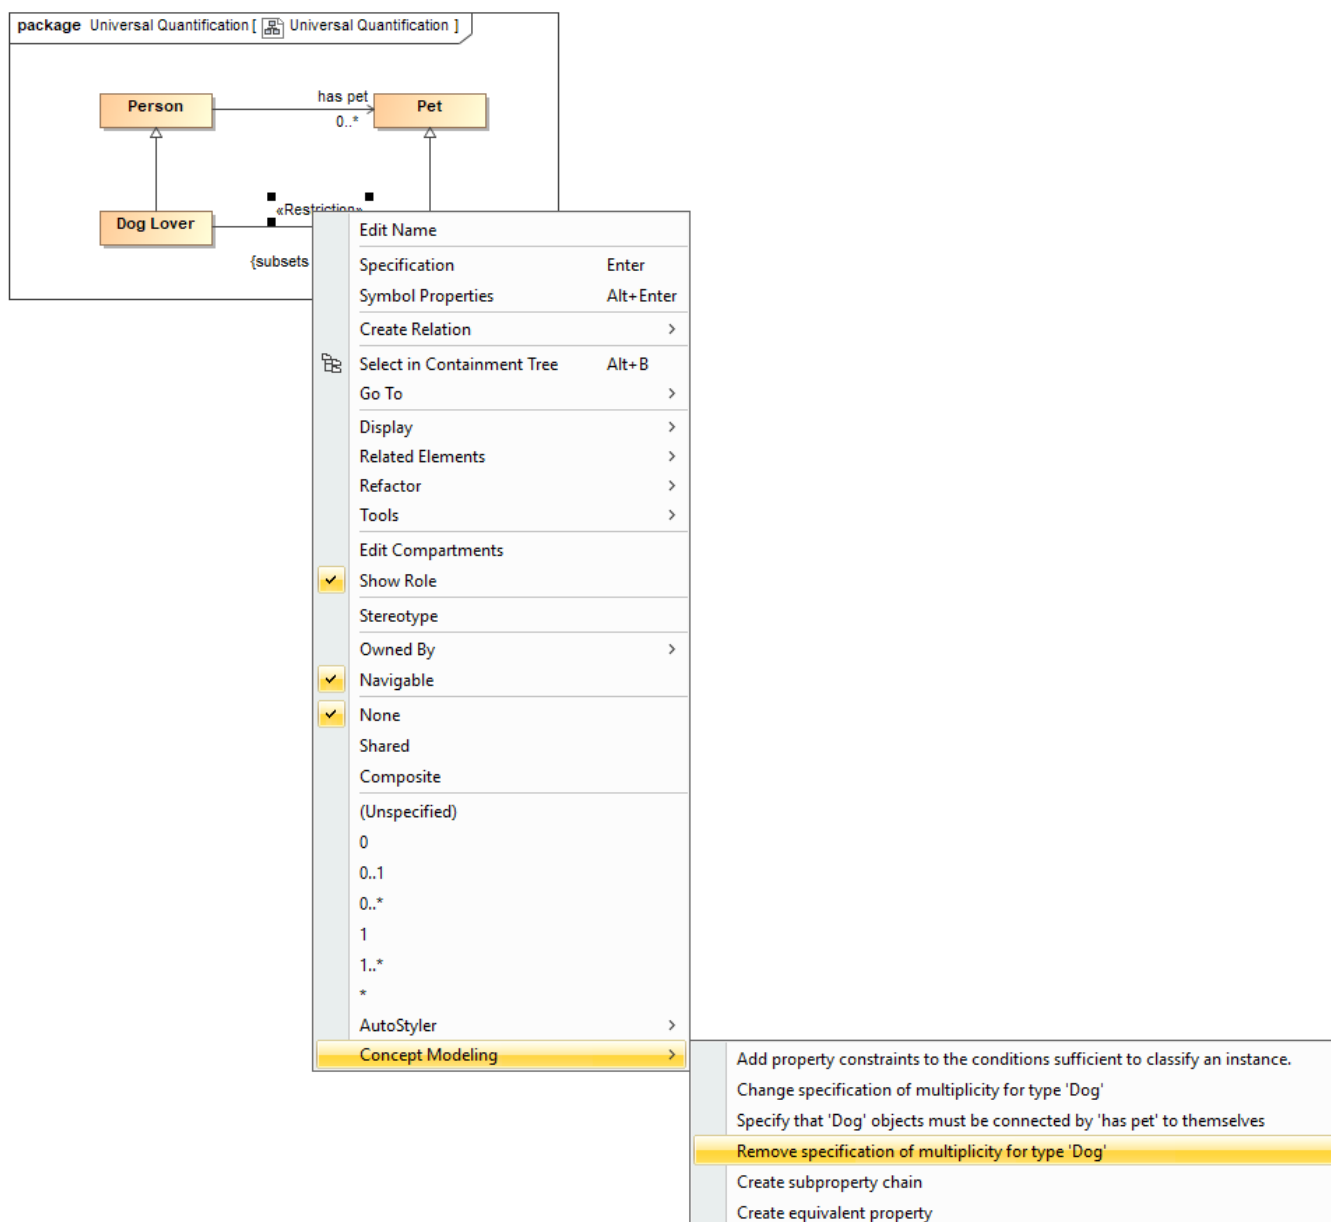 package Universal Quantification [ Universal Quantification ]
Person
has pet
Pet
0..*
«Restriction»
Dog Lover
{subsets
Edit Name
Specification Enter
Symbol Properties Alt+Enter
Create Relation
Select in Containment Tree Alt+B
Go To
Display
Related Elements
Refactor
Tools
Edit Compartments
Show Role
Stereotype
Owned By
Navigable
None
Shared
Composite
(Unspecified)
0
0..1
0..*
1
1..*
*
AutoStyler
Concept Modeling
Add property constraints to the conditions sufficient to classify an instance.
Change specification of multiplicity for type 'Dog'
Specify that 'Dog' objects must be connected by 'has pet' to themselves
Remove specification of multiplicity for type 'Dog'
Create subproperty chain
Create equivalent property